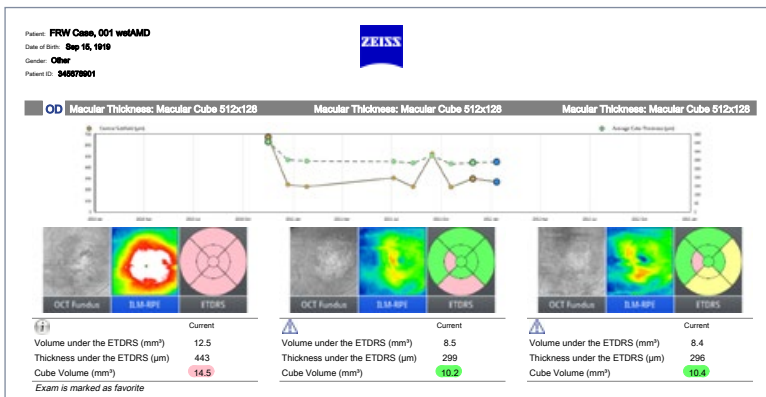 Patient: FRW Case, 001 wetAMD
Date of Birth: Sep 15, 1919
Gender: Other
Patient ID: 345678901
ZEISS
OD Macular Thickness: Macular Cube 512x128 Macular Thickness: Macular Cube 512x128 Macular Thickness: Macular Cube 512x128
Central Subfield (µm) Average Cube Thickness (µm)
OCT Fundus ILM-RPE ETDRS OCT Fundus ILM-RPE ETDRS OCT Fundus ILM-RPE ETDRS
Current Current Current
Volume under the ETDRS (mm³) 12.5 Volume under the ETDRS (mm³) 8.5 Volume under the ETDRS (mm³) 8.4
Thickness under the ETDRS (µm) 443 Thickness under the ETDRS (µm) 299 Thickness under the ETDRS (µm) 296
Cube Volume (mm³) 14.5 Cube Volume (mm³) 10.2 Cube Volume (mm³) 10.4
Exam is marked as favorite